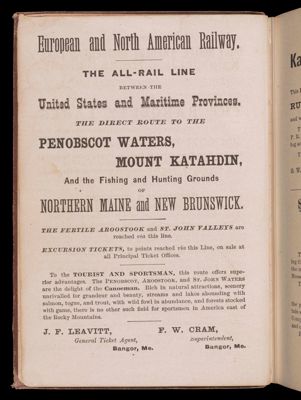 European and North American Railway.
THE ALL-RAIL LINE
BETWEEN THE
United States and Maritime Provinces.
THE DIRECT ROUTE TO THE
PENOBSCOT WATERS,
MOUNT KATAHDIN,
And the Fishing and Hunting Grounds
OF
NORTHERN MAINE and NEW BRUNSWICK.
THE FERTILE AROOSTOOK and ST. JOHN VALLEYS are
reached via this line.
EXCURSION TICKETS, to points reached via this Line, on sale at
all Principal Ticket Offices.
To the TOURIST AND SPORTSMAN, this route offers supe-
rior advantages. The PENOBSCOT, AROOSTOOK, and ST. JOHN WATERS
are the delight of the Canoeman. Rich in natural attractions, scenery
unrivalled for grandeur and beauty, streams and lakes abounding with
salmon, togue, and trout, with wild fowl in abundance, and forests stocked
with game, there is no other such field for sportsmen in America east of
the Rocky Mountains.
J. F. LEAVITT,
General Ticket Agent,
Bangor, Me.
F. W. CRAM,
Superintendent,
Bangor, Me.